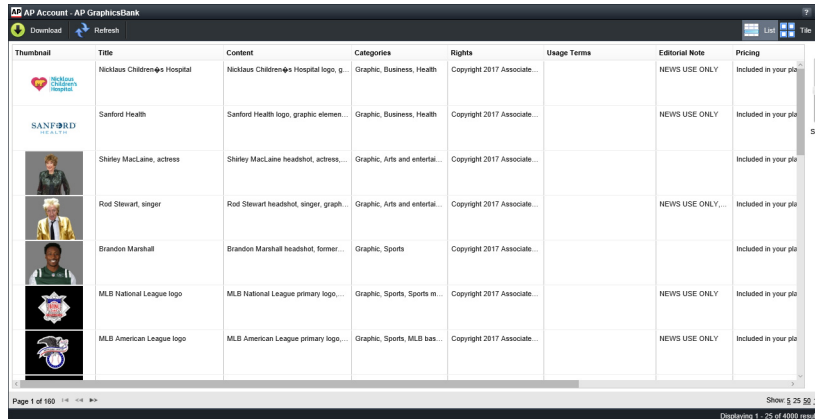 AP AP Account - AP GraphicsBank ?
Download Refresh List Tile
Thumbnail Title Content Categories Rights Usage Terms Editorial Note Pricing
Nicklaus Children's Hospital Nicklaus Children�s Hospital Nicklaus Children�s Hospital logo, g... Graphic, Business, Health Copyright 2017 Associate... NEWS USE ONLY Included in your pla
SANFORD HEALTH Sanford Health Sanford Health logo, graphic elemen... Graphic, Business, Health Copyright 2017 Associate... NEWS USE ONLY Included in your pla
Shirley MacLaine, actress Shirley MacLaine headshot, actress,... Graphic, Arts and entertai... Copyright 2017 Associate... Included in your pla
Rod Stewart, singer Rod Stewart headshot, singer, graph... Graphic, Arts and entertai... Copyright 2017 Associate... NEWS USE ONLY,... Included in your pla
Brandon Marshall Brandon Marshall headshot, former... Graphic, Sports Copyright 2017 Associate... Included in your pla
MLB National League logo MLB National League primary logo,... Graphic, Sports, Sports m... Copyright 2017 Associate... NEWS USE ONLY Included in your pla
MLB American League logo MLB American League primary logo,... Graphic, Sports, MLB bas... Copyright 2017 Associate... NEWS USE ONLY Included in your pla
Page 1 of 160 Show: 5 25 50
Displaying 1 - 25 of 4000 resul